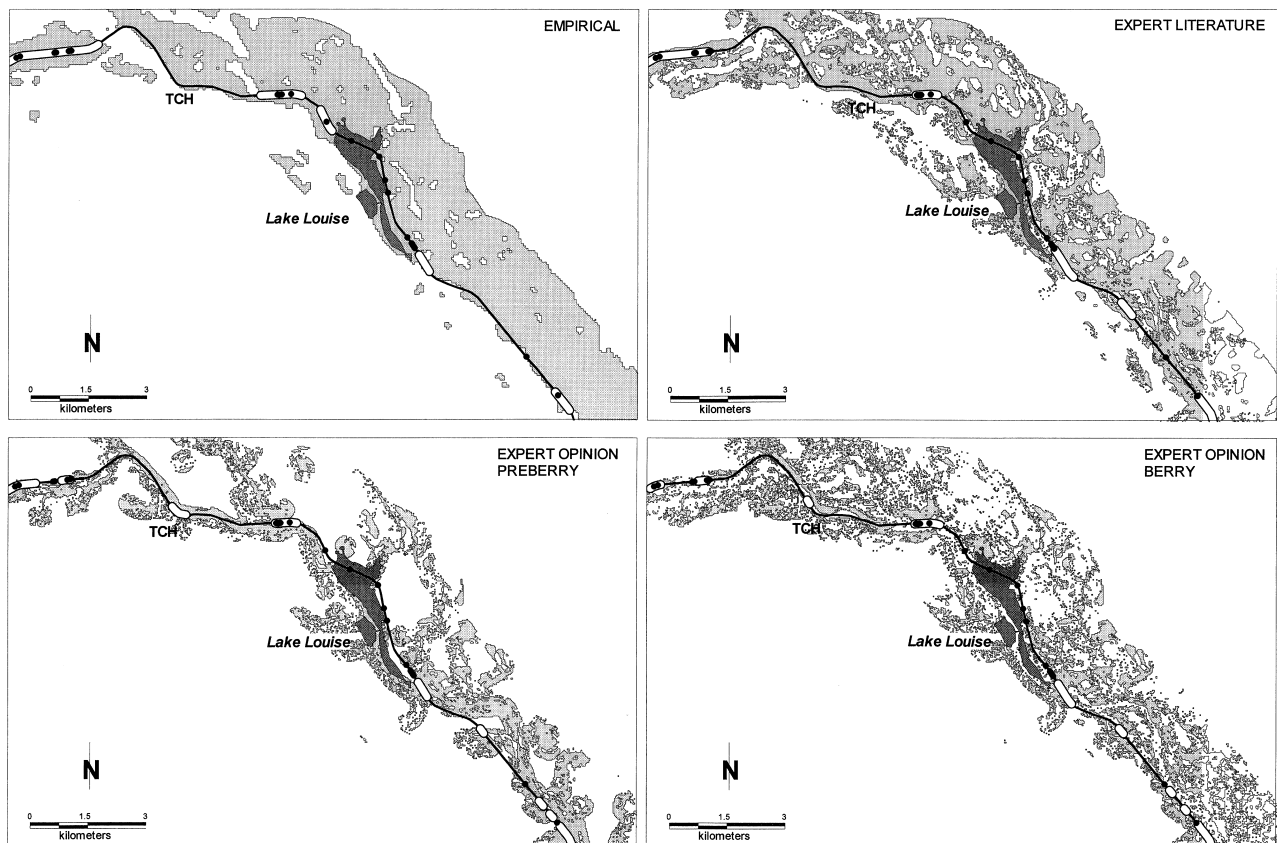 EMPIRICAL
TCH
Lake Louise
N
0 1.5 3
kilometers
EXPERT LITERATURE
TCH
Lake Louise
N
0 1.5 3
kilometers
EXPERT OPINION
PREBERRY
TCH
Lake Louise
N
0 1.5 3
kilometers
EXPERT OPINION
BERRY
TCH
Lake Louise
N
0 1.5 3
kilometers